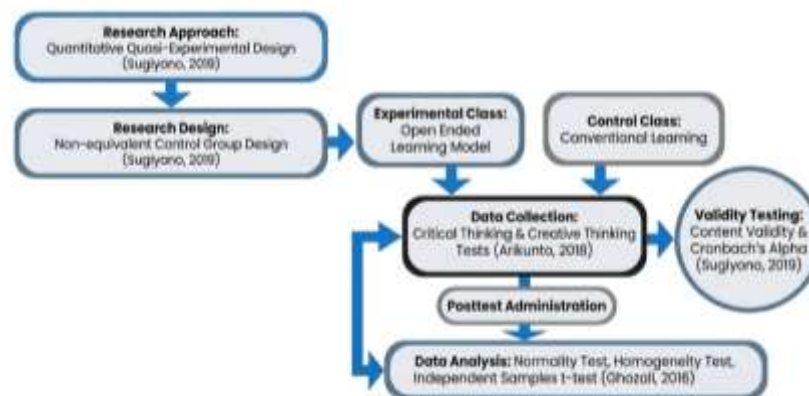 Research Approach:
Quantitative Quasi-Experimental Design
(Sugiyono, 2019)
Research Design:
Non-equivalent Control Group Design
(Sugiyono, 2019)
Experimental Class:
Open Ended
Learning Model
Control Class:
Conventional Learning
Data Collection:
Critical Thinking & Creative Thinking
Tests (Arikunto, 2018)
Validity Testing:
Content Validity &
Cronbach's Alpha
(Sugiyono, 2019)
Posttest Administration
Data Analysis: Normality Test, Homogeneity Test,
Independent Samples t-test (Ghozali, 2016)